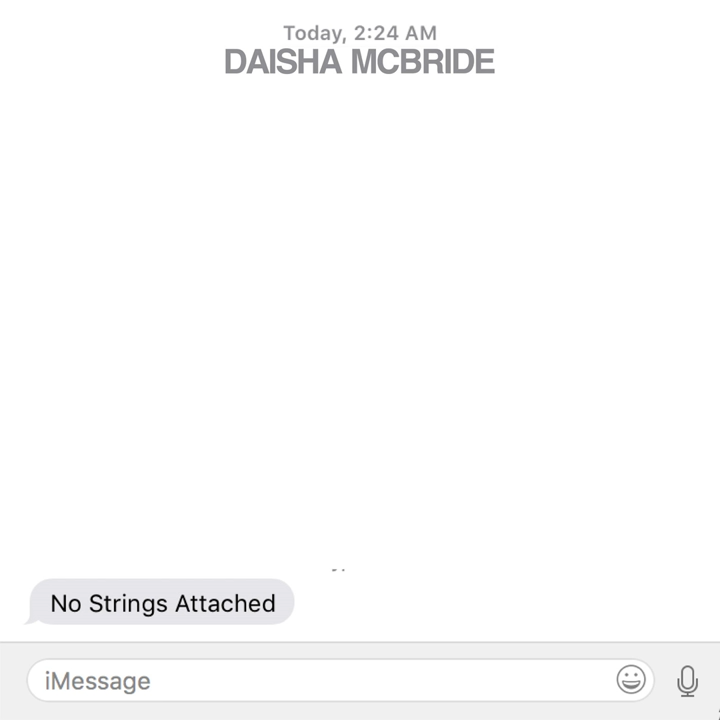 Today, 2:24 AM
DAISHA MCBRIDE
No Strings Attached
iMessage